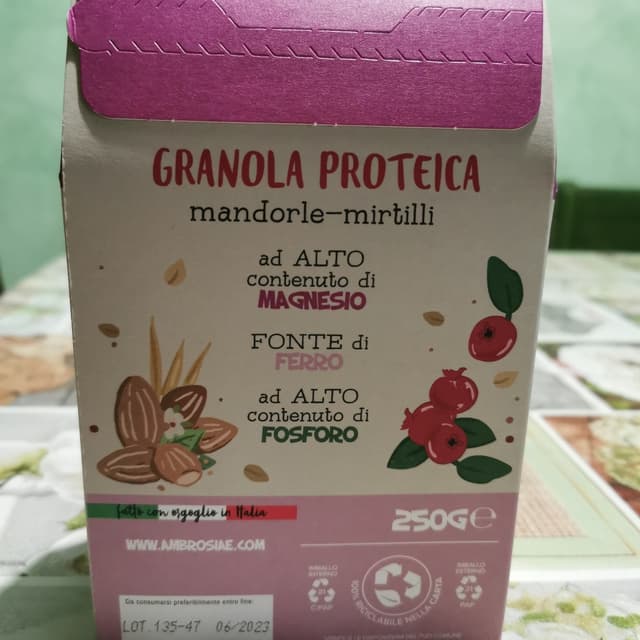 GRANOLA PROTEICA
mandorle-mirtilli
ad ALTO
contenuto di
MAGNESIO
FONTE di
FERRO
ad ALTO
contenuto di
FOSFORO
fatto con orgoglio in Italia
250G℮
WWW.AMBROSIAE.COM
IMBALLO
INTERNO
IMBALLO
ESTERNO
100% RICICLABILE NELLA CARTA
21
PAP
Da consumarsi preferibilmente entro fine:
LOT.135-47 06/2023